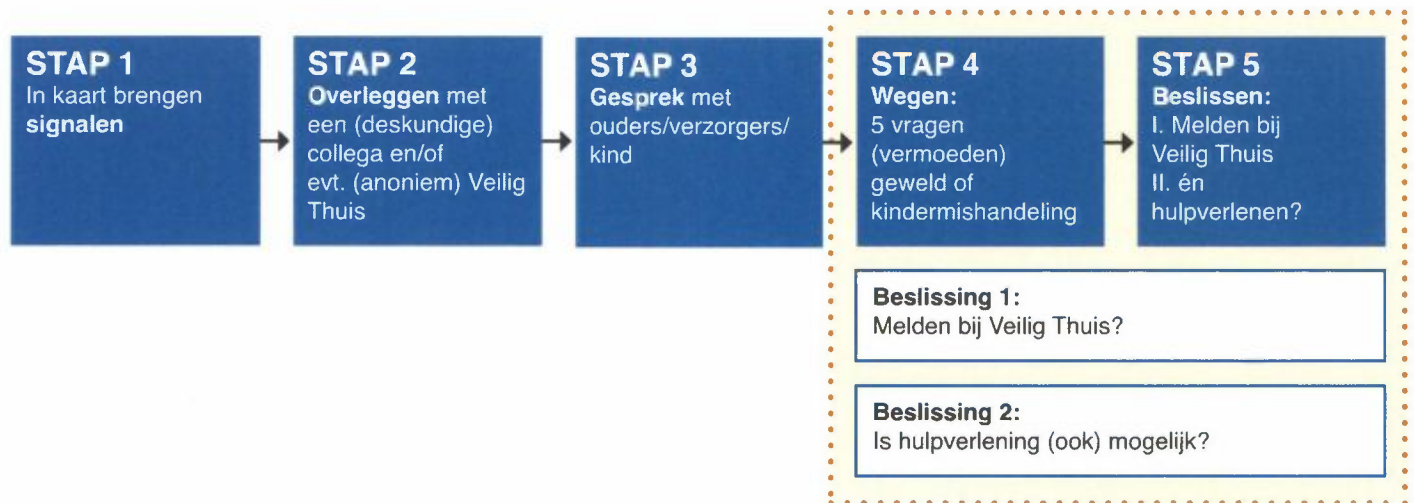 STAP 1
In kaart brengen
signalen
STAP 2
Overleggen met
een (deskundige)
collega en/of
evt. (anoniem) Veilig
Thuis
STAP 3
Gesprek met
ouders/verzorgers/
kind
STAP 4
Wegen:
5 vragen
(vermoeden)
geweld of
kindermishandeling
STAP 5
Beslissen:
I. Melden bij
Veilig Thuis
II. én
hulpverlenen?
Beslissing 1:
Melden bij Veilig Thuis?
Beslissing 2:
Is hulpverlening (ook) mogelijk?